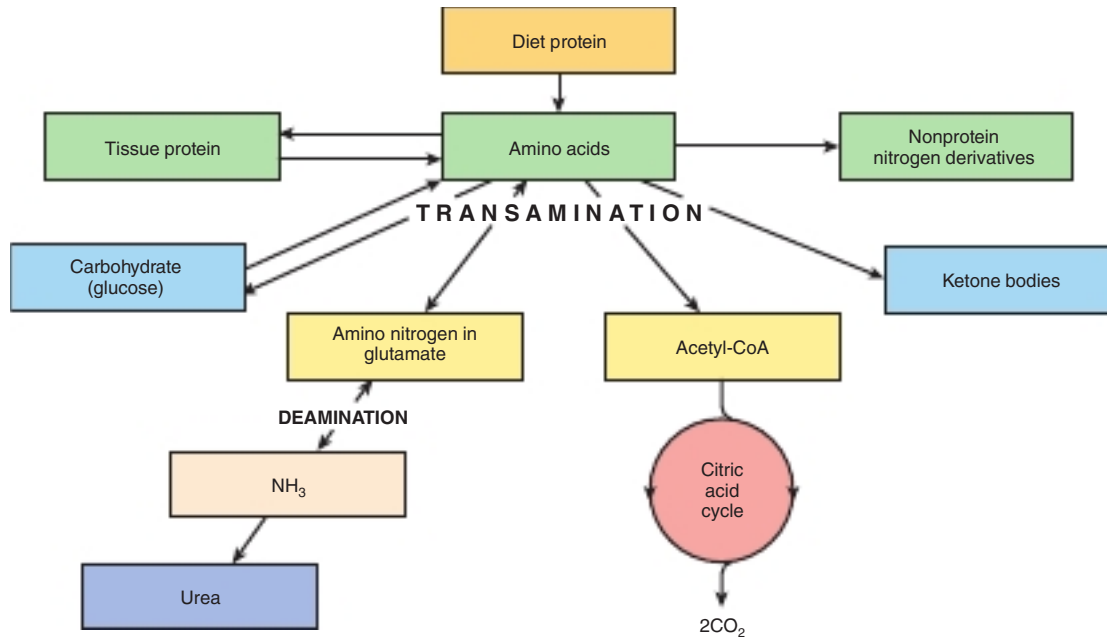 Diet protein
Tissue protein
Amino acids
Nonprotein
nitrogen derivatives
TRANSAMINATION
Carbohydrate
(glucose)
Ketone bodies
Amino nitrogen in
glutamate
Acetyl-CoA
DEAMINATION
NH₃
Citric
acid
cycle
Urea
2CO₂